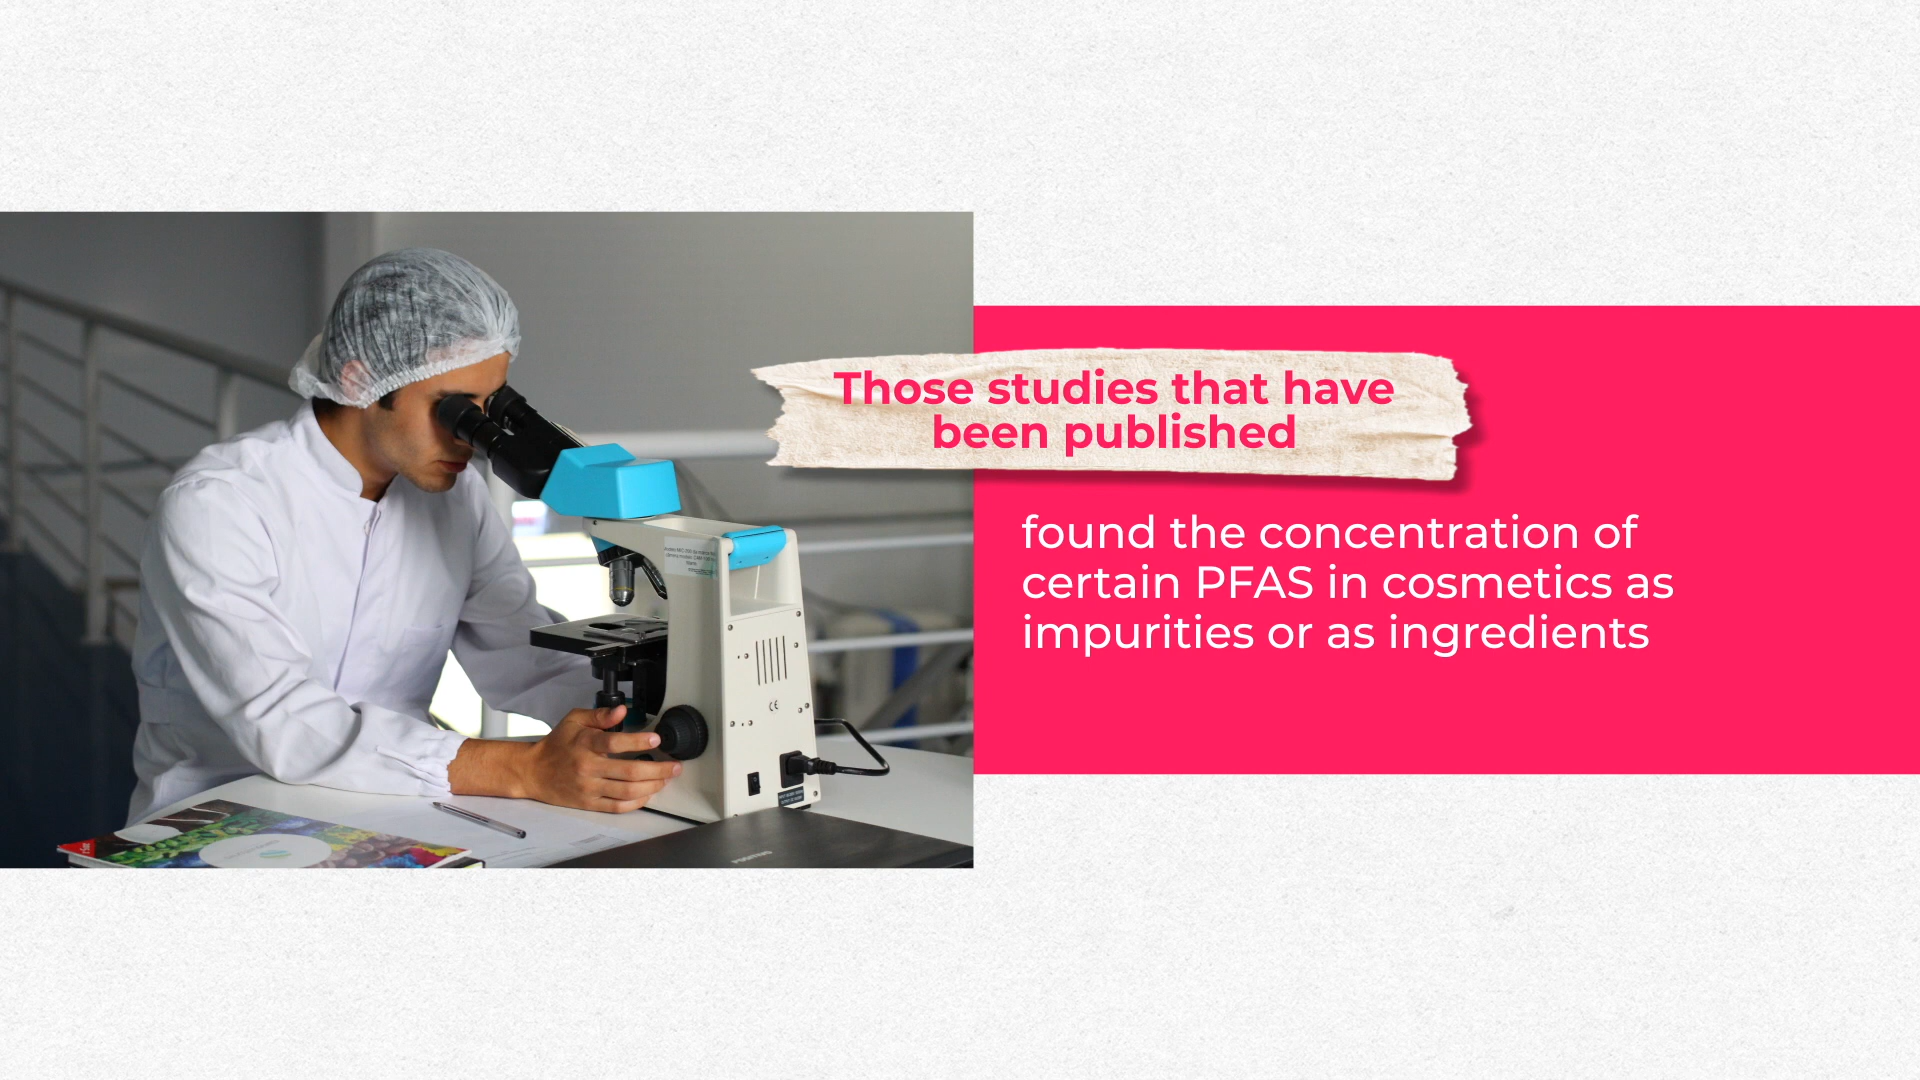 Those studies that have
been published
found the concentration of
certain PFAS in cosmetics as
impurities or as ingredients
CE